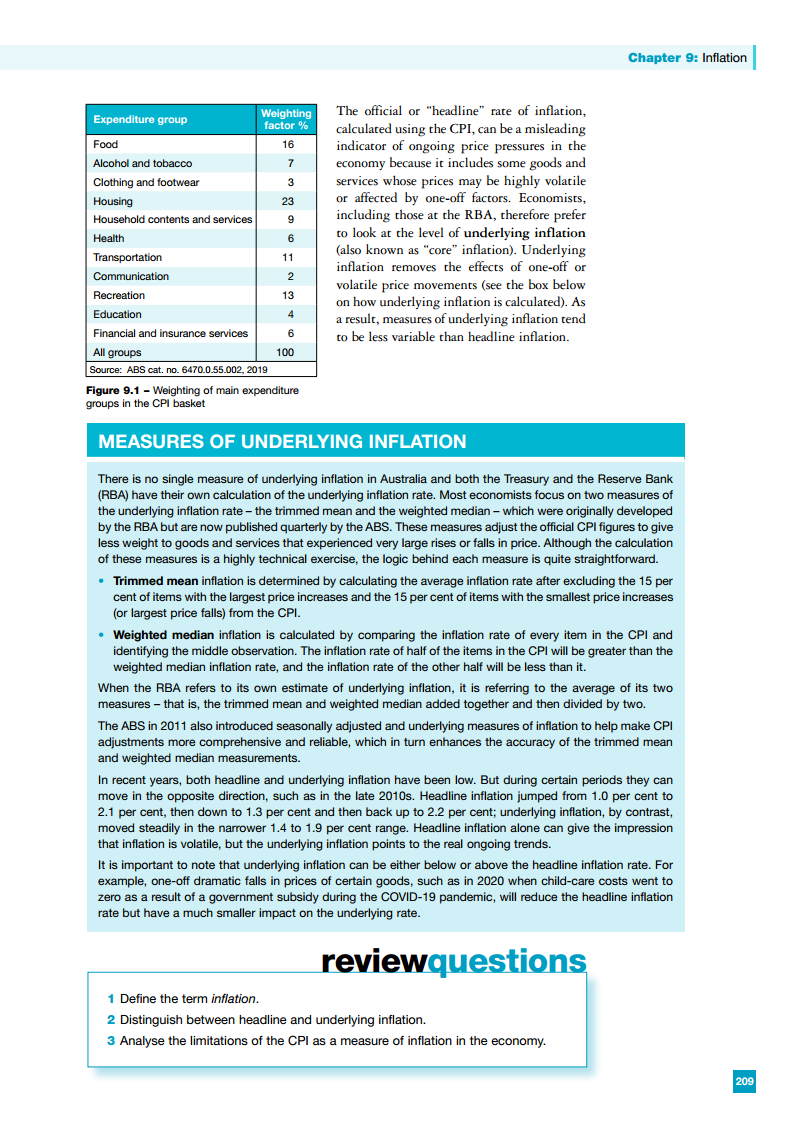 Chapter 9: Inflation
Expenditure group
Weighting
factor %
Food 16
Alcohol and tobacco 7
Clothing and footwear 3
Housing 23
Household contents and services 9
Health 6
Transportation 11
Communication 2
Recreation 13
Education 4
Financial and insurance services 6
All groups 100
Source: ABS cat. no. 6470.0.55.002, 2019
Figure 9.1 – Weighting of main expenditure
groups in the CPI basket
The official or “headline” rate of inflation,
calculated using the CPI, can be a misleading
indicator of ongoing price pressures in the
economy because it includes some goods and
services whose prices may be highly volatile
or affected by one-off factors. Economists,
including those at the RBA, therefore prefer
to look at the level of underlying inflation
(also known as “core” inflation). Underlying
inflation removes the effects of one-off or
volatile price movements (see the box below
on how underlying inflation is calculated). As
a result, measures of underlying inflation tend
to be less variable than headline inflation.
MEASURES OF UNDERLYING INFLATION
There is no single measure of underlying inflation in Australia and both the Treasury and the Reserve Bank
(RBA) have their own calculation of the underlying inflation rate. Most economists focus on two measures of
the underlying inflation rate – the trimmed mean and the weighted median – which were originally developed
by the RBA but are now published quarterly by the ABS. These measures adjust the official CPI figures to give
less weight to goods and services that experienced very large rises or falls in price. Although the calculation
of these measures is a highly technical exercise, the logic behind each measure is quite straightforward.
• Trimmed mean inflation is determined by calculating the average inflation rate after excluding the 15 per
cent of items with the largest price increases and the 15 per cent of items with the smallest price increases
(or largest price falls) from the CPI.
• Weighted median inflation is calculated by comparing the inflation rate of every item in the CPI and
identifying the middle observation. The inflation rate of half of the items in the CPI will be greater than the
weighted median inflation rate, and the inflation rate of the other half will be less than it.
When the RBA refers to its own estimate of underlying inflation, it is referring to the average of its two
measures – that is, the trimmed mean and weighted median added together and then divided by two.
The ABS in 2011 also introduced seasonally adjusted and underlying measures of inflation to help make CPI
adjustments more comprehensive and reliable, which in turn enhances the accuracy of the trimmed mean
and weighted median measurements.
In recent years, both headline and underlying inflation have been low. But during certain periods they can
move in the opposite direction, such as in the late 2010s. Headline inflation jumped from 1.0 per cent to
2.1 per cent, then down to 1.3 per cent and then back up to 2.2 per cent; underlying inflation, by contrast,
moved steadily in the narrower 1.4 to 1.9 per cent range. Headline inflation alone can give the impression
that inflation is volatile, but the underlying inflation points to the real ongoing trends.
It is important to note that underlying inflation can be either below or above the headline inflation rate. For
example, one-off dramatic falls in prices of certain goods, such as in 2020 when child-care costs went to
zero as a result of a government subsidy during the COVID-19 pandemic, will reduce the headline inflation
rate but have a much smaller impact on the underlying rate.
reviewquestions
1 Define the term inflation.
2 Distinguish between headline and underlying inflation.
3 Analyse the limitations of the CPI as a measure of inflation in the economy.
209